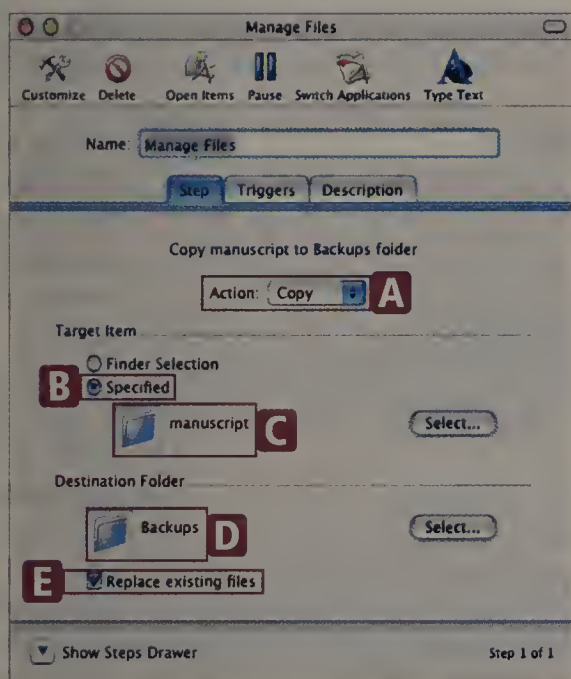 Manage Files
Customize Delete Open Items Pause Switch Applications Type Text
Name: Manage Files
Step Triggers Description
Copy manuscript to Backups folder
Action: Copy A
Target Item
Finder Selection
B Specified
manuscript C Select...
Destination Folder
Backups D Select...
E Replace existing files
Show Steps Drawer Step 1 of 1